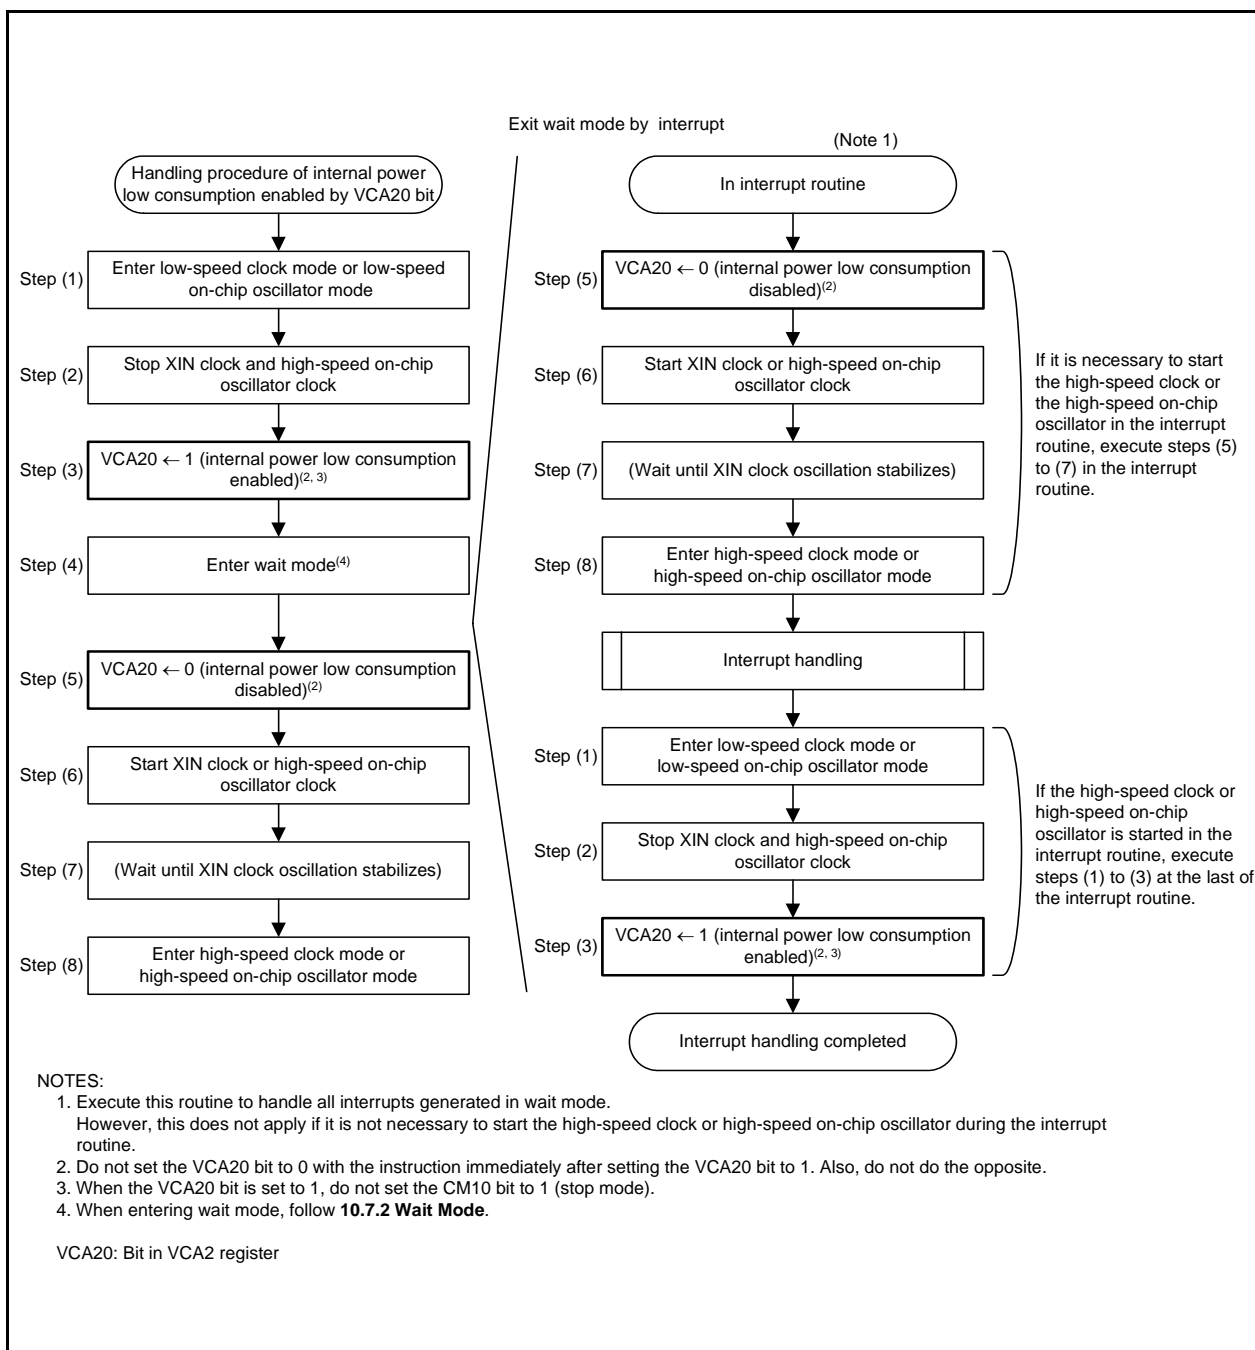 Exit wait mode by interrupt
(Note 1)
Handling procedure of internal power
low consumption enabled by VCA20 bit
Step (1)
Enter low-speed clock mode or low-speed
on-chip oscillator mode
Step (2)
Stop XIN clock and high-speed on-chip
oscillator clock
Step (3)
VCA20 ← 1 (internal power low consumption
enabled)(2, 3)
Step (4)
Enter wait mode(4)
Step (5)
VCA20 ← 0 (internal power low consumption
disabled)(2)
Step (6)
Start XIN clock or high-speed on-chip
oscillator clock
Step (7)
(Wait until XIN clock oscillation stabilizes)
Step (8)
Enter high-speed clock mode or
high-speed on-chip oscillator mode
In interrupt routine
Step (5)
VCA20 ← 0 (internal power low consumption
disabled)(2)
Step (6)
Start XIN clock or high-speed on-chip
oscillator clock
Step (7)
(Wait until XIN clock oscillation stabilizes)
Step (8)
Enter high-speed clock mode or
high-speed on-chip oscillator mode
If it is necessary to start
the high-speed clock or
the high-speed on-chip
oscillator in the interrupt
routine, execute steps (5)
to (7) in the interrupt
routine.
Interrupt handling
Step (1)
Enter low-speed clock mode or
low-speed on-chip oscillator mode
Step (2)
Stop XIN clock and high-speed on-chip
oscillator clock
Step (3)
VCA20 ← 1 (internal power low consumption
enabled)(2, 3)
If the high-speed clock or
high-speed on-chip
oscillator is started in the
interrupt routine, execute
steps (1) to (3) at the last of
the interrupt routine.
Interrupt handling completed
NOTES:
1. Execute this routine to handle all interrupts generated in wait mode.
However, this does not apply if it is not necessary to start the high-speed clock or high-speed on-chip oscillator during the interrupt
routine.
2. Do not set the VCA20 bit to 0 with the instruction immediately after setting the VCA20 bit to 1. Also, do not do the opposite.
3. When the VCA20 bit is set to 1, do not set the CM10 bit to 1 (stop mode).
4. When entering wait mode, follow 10.7.2 Wait Mode.
VCA20: Bit in VCA2 register